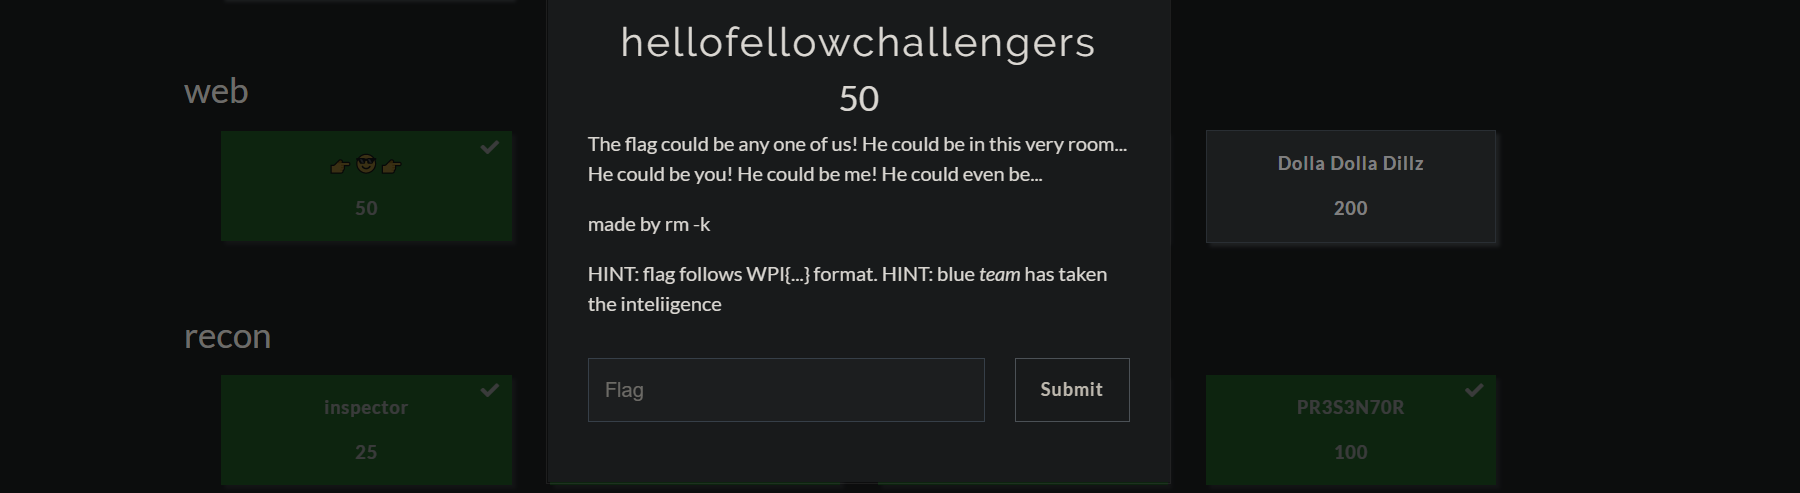 hellofellowchallengers
50
web
The flag could be any one of us! He could be in this very room...
He could be you! He could be me! He could even be...
50
Dolla Dolla Dillz
200
made by rm -k
HINT: flag follows WPI{...} format. HINT: blue team has taken
the inteliigence
recon
Flag
Submit
inspector
25
PR3S3N70R
100